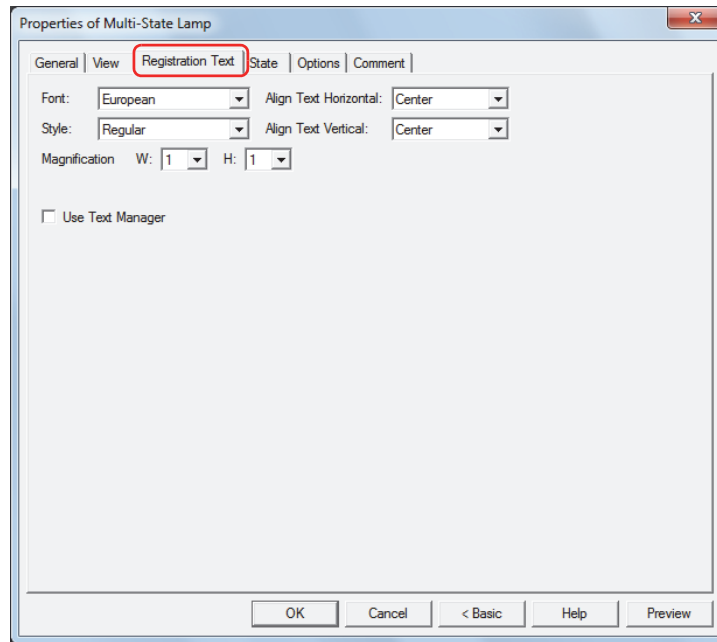 Properties of Multi-State Lamp
X
General View Registration Text State Options Comment
Font: European Align Text Horizontal: Center
Style: Regular Align Text Vertical: Center
Magnification W: 1 H: 1
Use Text Manager
OK Cancel < Basic Help Preview